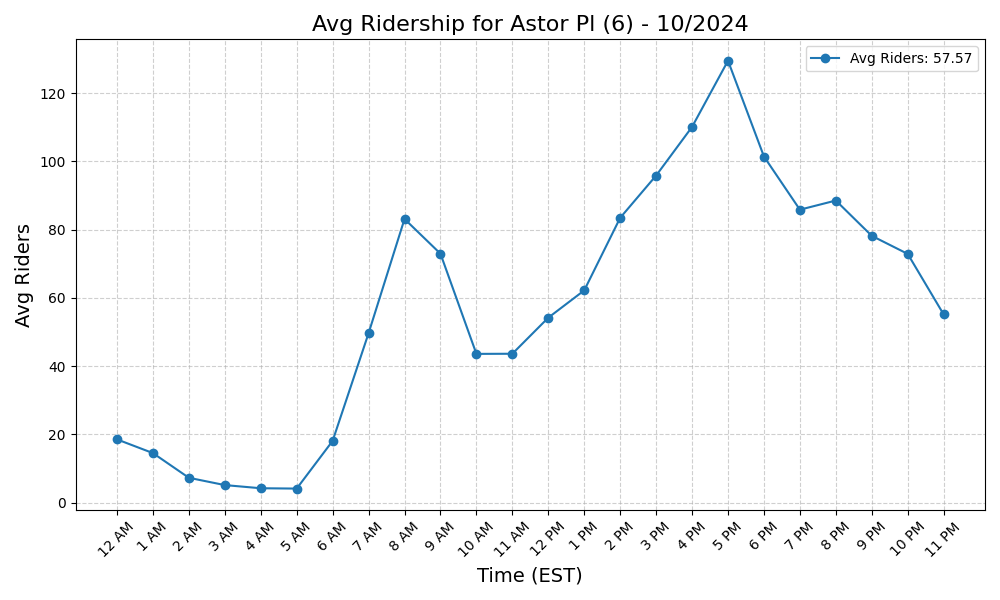 Avg Ridership for Astor Pl (6) - 10/2024
Avg Riders: 57.57
Avg Riders
120
100
80
60
40
20
0
12 AM
1 AM
2 AM
3 AM
4 AM
5 AM
6 AM
7 AM
8 AM
9 AM
10 AM
11 AM
12 PM
1 PM
2 PM
3 PM
4 PM
5 PM
6 PM
7 PM
8 PM
9 PM
10 PM
11 PM
Time (EST)